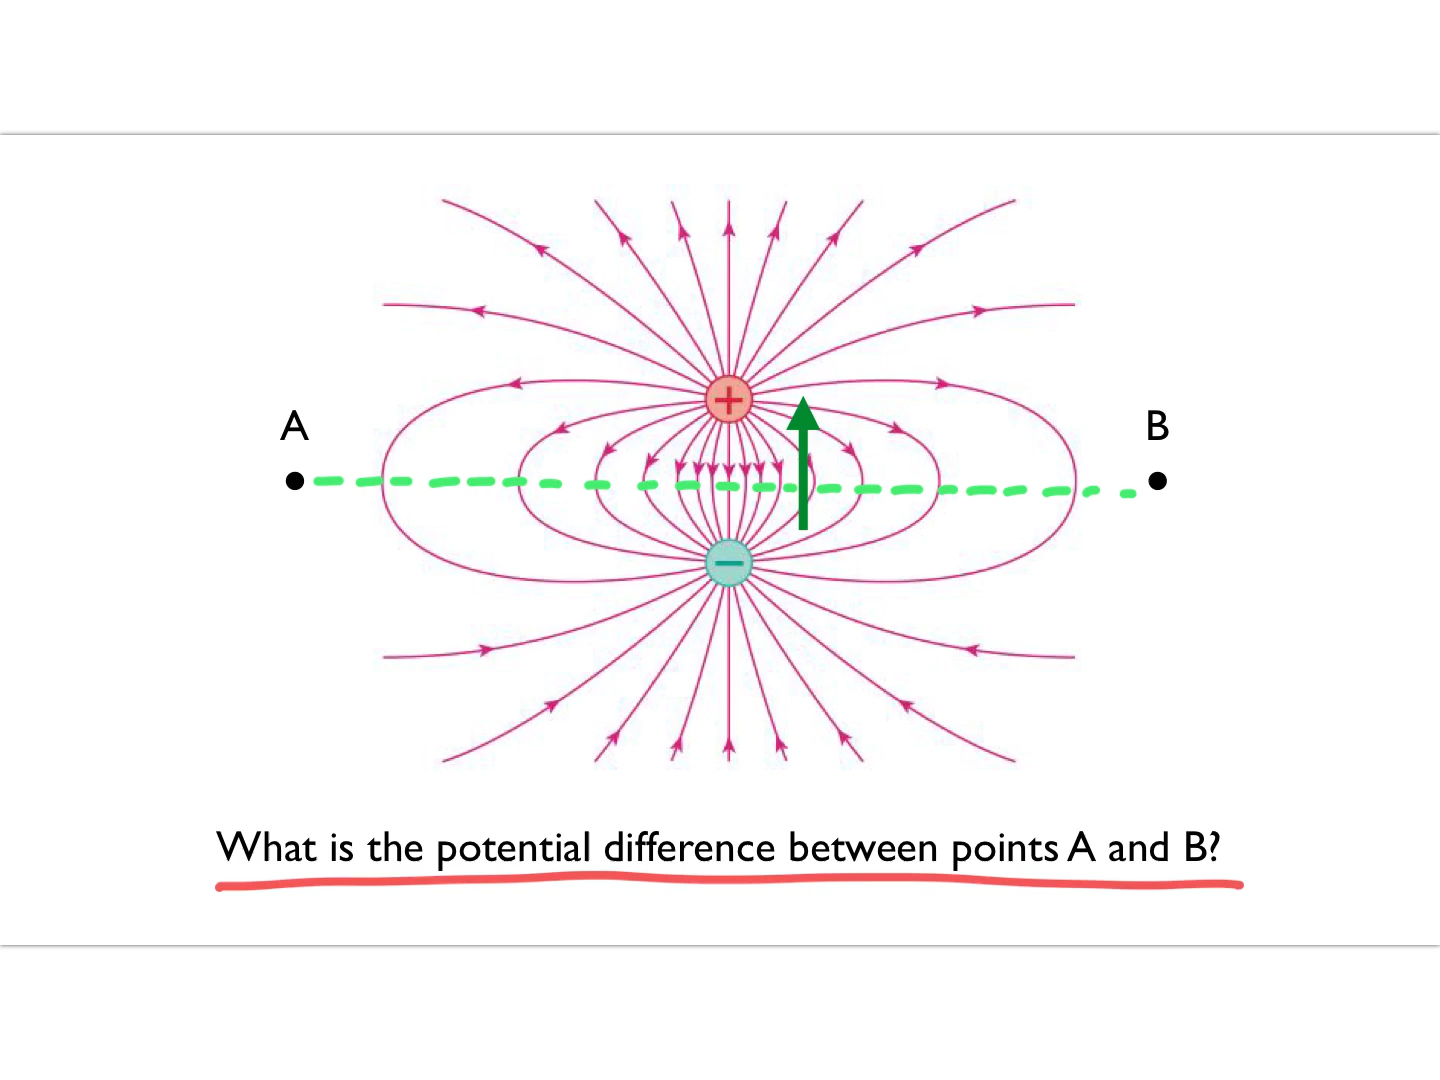 +
A
B
−
What is the potential difference between points A and B?